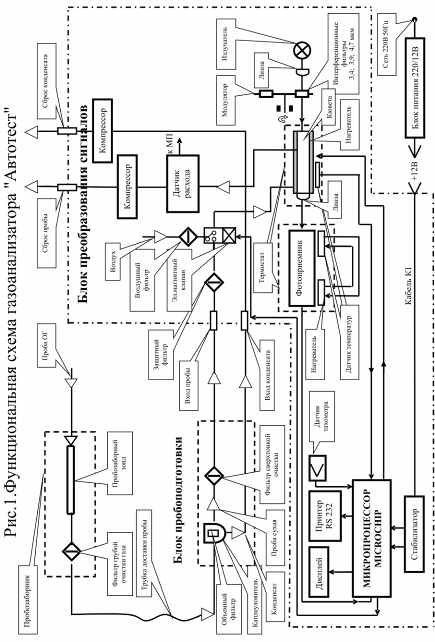 Рис.1.Функциональная схема газоанализатора "Автотест"
Пробозаборник
Фильтр грубой
очистки газа
Пробозаборный
зонд
Проба ОГ
Трубка доставки пробы
Сброс пробы
Сброс конденсата
Блок пробоподготовки
Объемный
фильтр
Каплеуловитель
Конденсат
Проба сухая
Фильтр сверхтонкой
очистки
Вход пробы
Вход конденсата
Защитный
фильтр
Воздух
Воздушный
фильтр
Эл.магнитный
клапан
Блок преобразования сигналов
Компрессор
Компрессор
Датчик
расхода
к МП
Модулятор
Линза
Излучатель
Интерференционные
фильтры
3,4; 3,9; 4,7 мкм
Кювета
Нагреватель
Линза
Термостат
Фотоприемник
Нагреватель
Датчик температур
Датчик
тахометра
Принтер
RS 232
Дисплей
МИКРОПРОЦЕССОР
MICROCHIP
Стабилизатор
Кабель К1
+12В
Блок питания 220/12В
Сеть 220В 50Гц